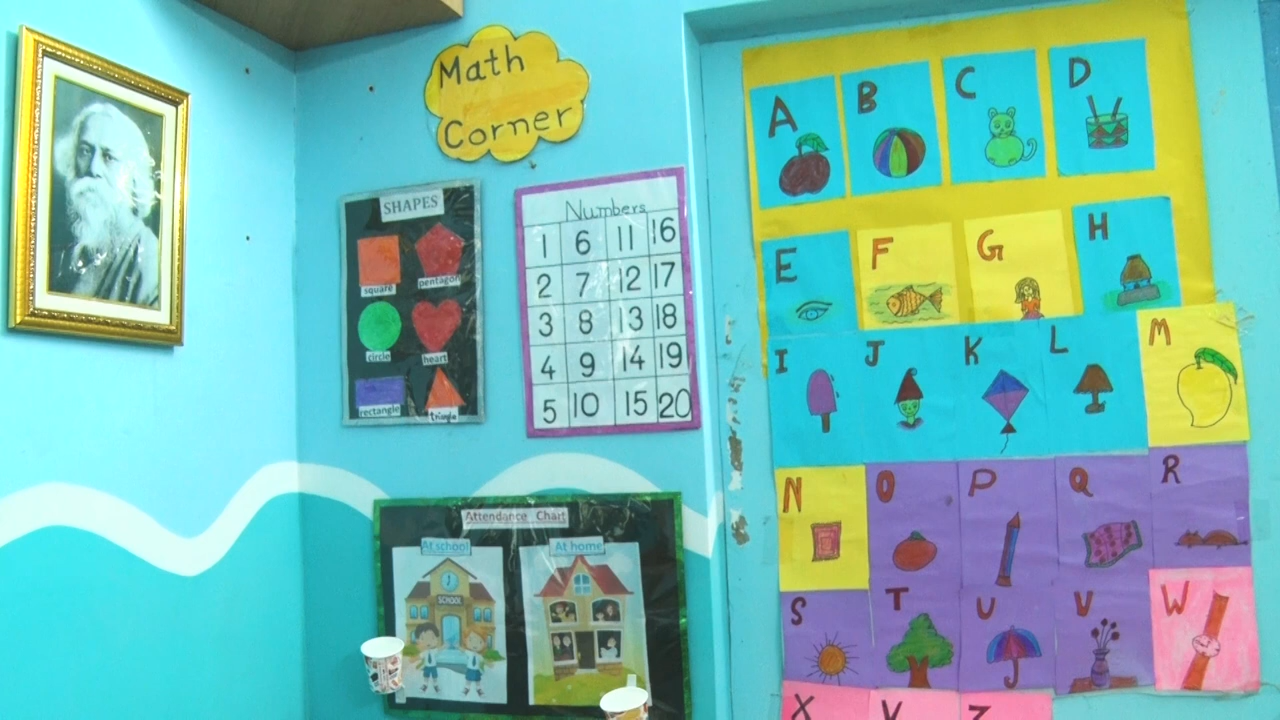 Math
Corner
SHAPES
square
pentagon
circle
heart
rectangle
triangle
Numbers
1 6 11 16
2 7 12 17
3 8 13 18
4 9 14 19
5 10 15 20
Attendance Chart
At school
At home
SCHOOL
A B C D
E F G H
I J K L M
N O P Q R
S T U V W
X Y Z